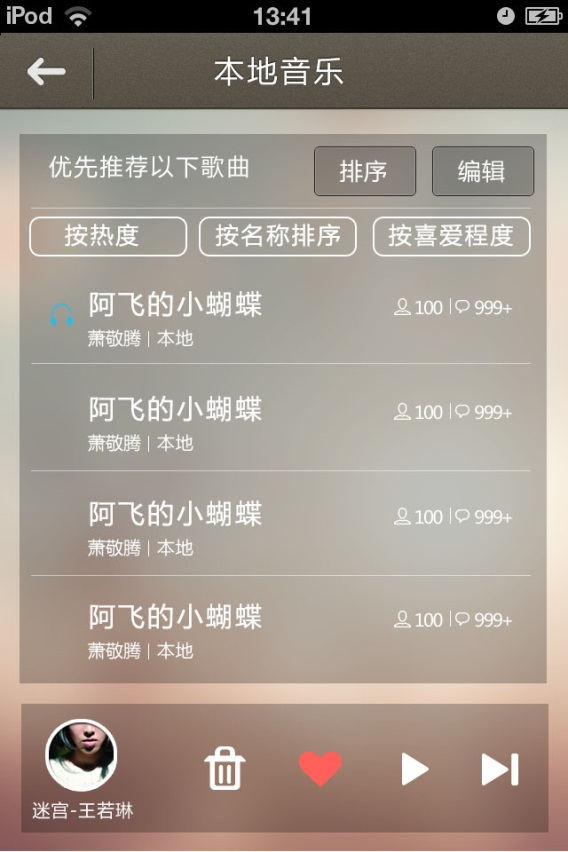 iPod 13:41
本地音乐
优先推荐以下歌曲 排序 编辑
按热度 按名称排序 按喜爱程度
阿飞的小蝴蝶 100 999+
萧敬腾 | 本地
阿飞的小蝴蝶 100 999+
萧敬腾 | 本地
阿飞的小蝴蝶 100 999+
萧敬腾 | 本地
阿飞的小蝴蝶 100 999+
萧敬腾 | 本地
迷宫-王若琳